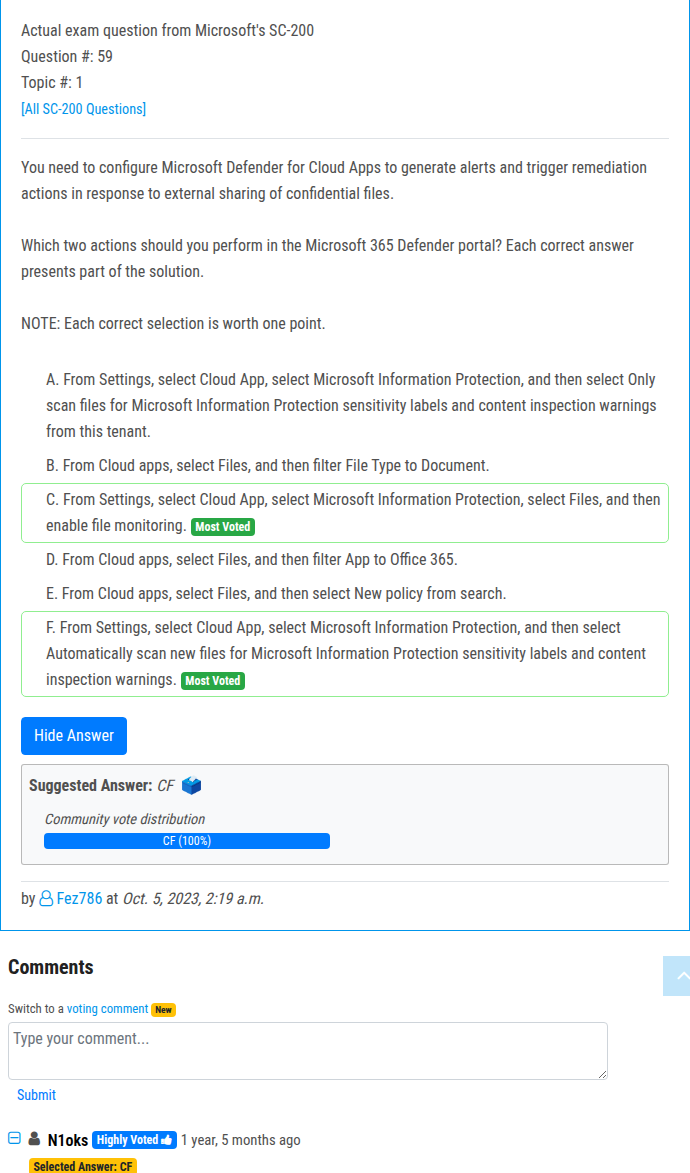 Actual exam question from Microsoft's SC-200
Question #: 59
Topic #: 1
[All SC-200 Questions]
You need to configure Microsoft Defender for Cloud Apps to generate alerts and trigger remediation
actions in response to external sharing of confidential files.
Which two actions should you perform in the Microsoft 365 Defender portal? Each correct answer
presents part of the solution.
NOTE: Each correct selection is worth one point.
A. From Settings, select Cloud App, select Microsoft Information Protection, and then select Only
scan files for Microsoft Information Protection sensitivity labels and content inspection warnings
from this tenant.
B. From Cloud apps, select Files, and then filter File Type to Document.
C. From Settings, select Cloud App, select Microsoft Information Protection, select Files, and then
enable file monitoring. Most Voted
D. From Cloud apps, select Files, and then filter App to Office 365.
E. From Cloud apps, select Files, and then select New policy from search.
F. From Settings, select Cloud App, select Microsoft Information Protection, and then select
Automatically scan new files for Microsoft Information Protection sensitivity labels and content
inspection warnings. Most Voted
Hide Answer
Suggested Answer: CF
Community vote distribution
CF (100%)
by Fez786 at Oct. 5, 2023, 2:19 a.m.
Comments
Switch to a voting comment New
Type your comment...
Submit
N1oks Highly Voted 1 year, 5 months ago
Selected Answer: CF